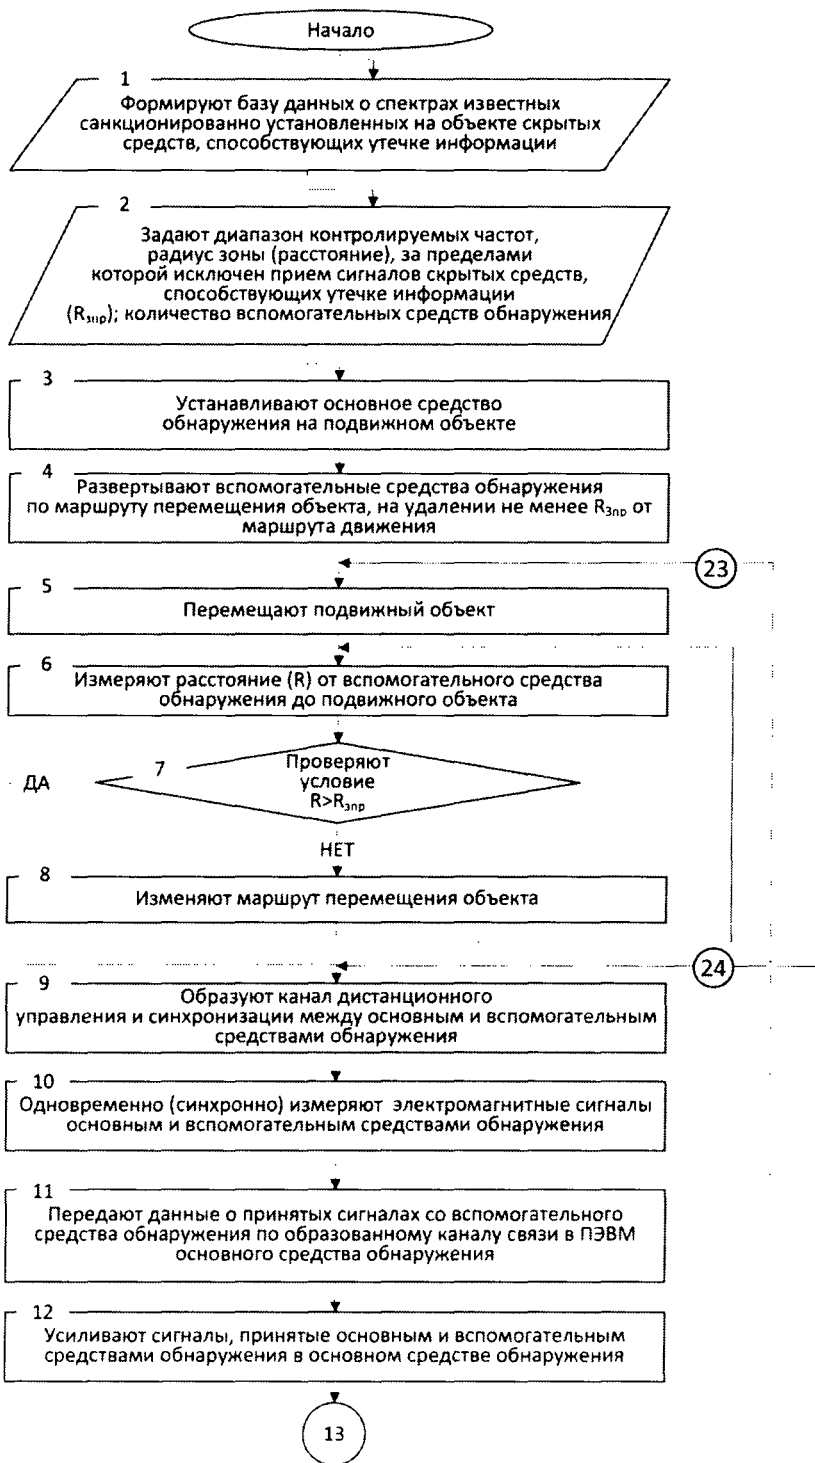 Начало
1
Формируют базу данных о спектрах известных
санкционированно установленных на объекте скрытых
средств, способствующих утечке информации
2
Задают диапазон контролируемых частот,
радиус зоны (расстояние), за пределами
которой исключен прием сигналов скрытых средств,
способствующих утечке информации
(Rзпр); количество вспомогательных средств обнаружения
3
Устанавливают основное средство
обнаружения на подвижном объекте
4
Развертывают вспомогательные средства обнаружения
по маршруту перемещения объекта, на удалении не менее RЗпр от
маршрута движения
23
5
Перемещают подвижный объект
6
Измеряют расстояние (R) от вспомогательного средства
обнаружения до подвижного объекта
ДА
7
Проверяют
условие
R>Rзпр
НЕТ
8
Изменяют маршрут перемещения объекта
24
9
Образуют канал дистанционного
управления и синхронизации между основным и вспомогательным
средствами обнаружения
10
Одновременно (синхронно) измеряют электромагнитные сигналы
основным и вспомогательным средствами обнаружения
11
Передают данные о принятых сигналах со вспомогательного
средства обнаружения по образованному каналу связи в ПЭВМ
основного средства обнаружения
12
Усиливают сигналы, принятые основным и вспомогательным
средствами обнаружения в основном средстве обнаружения
13